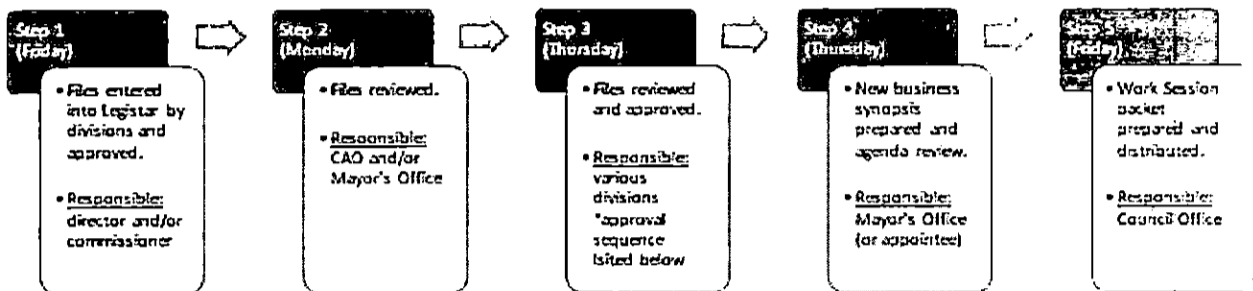 Step 1
(Friday)
• Files entered
into Legistar by
divisions and
approved.
• Responsible:
director and/or
commissioner
Step 2
(Monday)
• Files reviewed.
• Responsible:
CAO and/or
Mayor's Office
Step 3
(Thursday)
• Files reviewed
and approved.
• Responsible:
various
divisions
*approval
sequence
lsited below
Step 4
(Thursday)
• New business
synopsis
prepared and
agenda review.
• Responsible:
Mayor's Office
(or appointee)
Step 5
(Friday)
• Work Session
packet
prepared and
distributed.
• Responsible:
Council Office